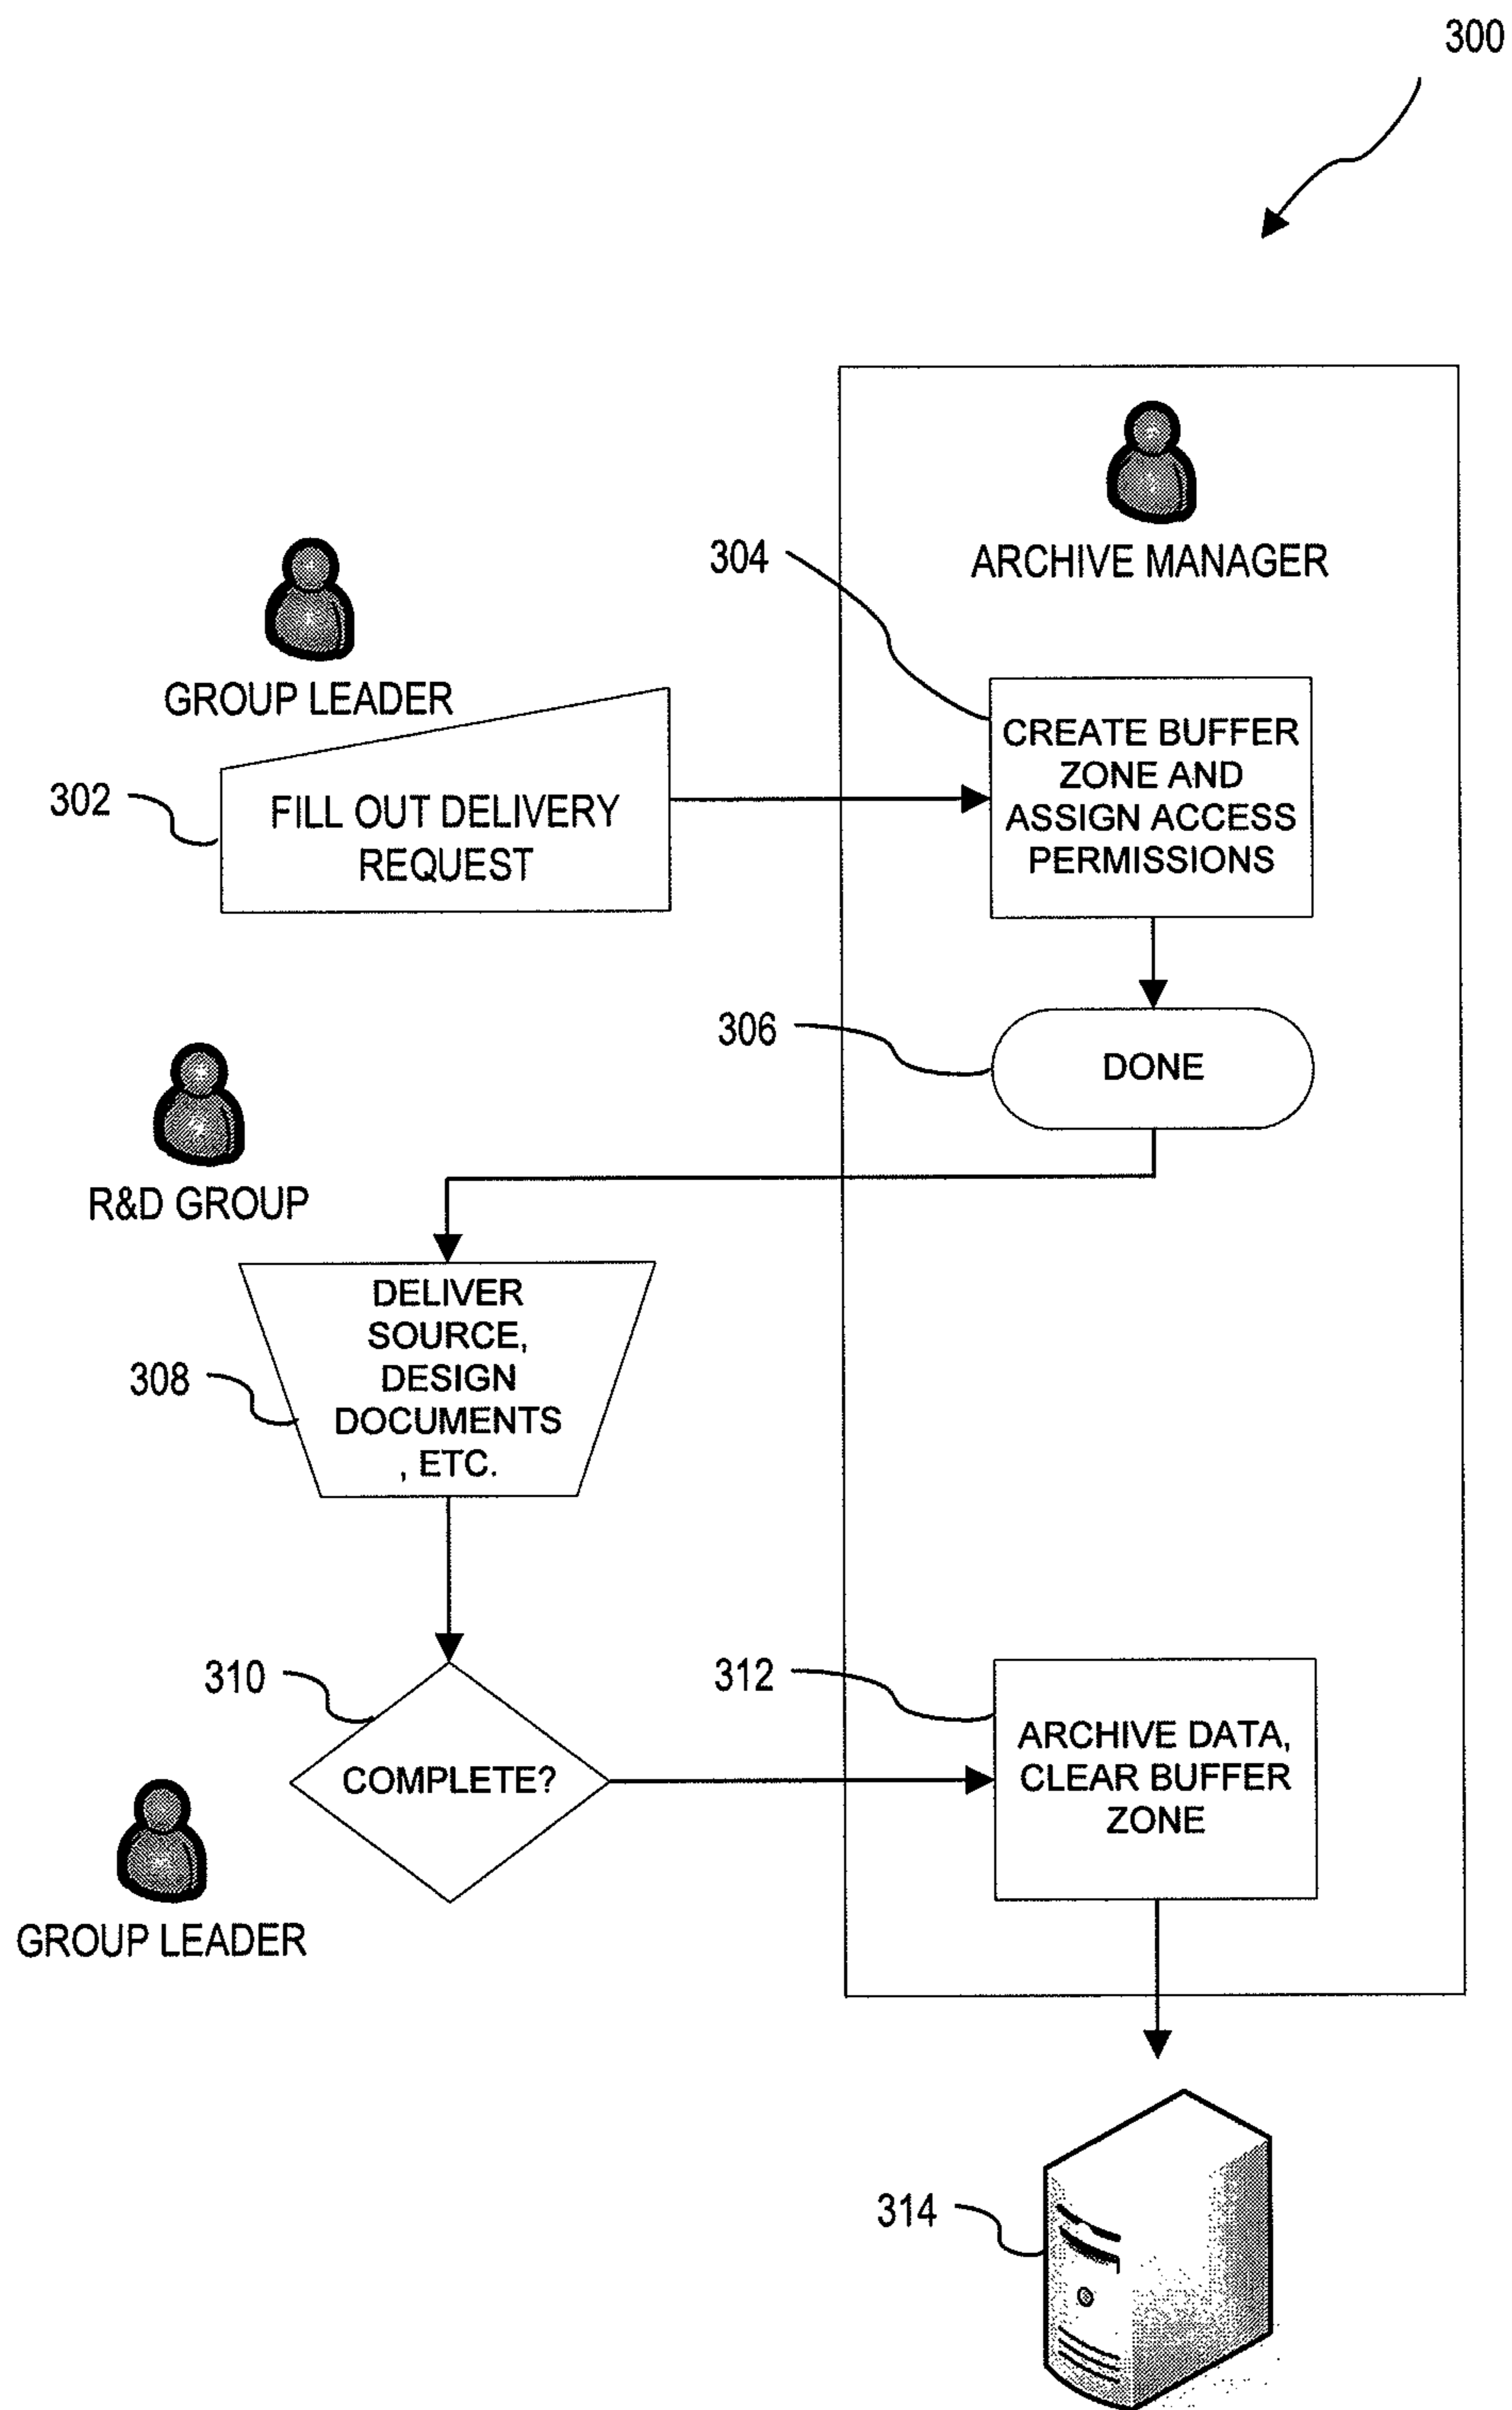 300
ARCHIVE MANAGER
304
GROUP LEADER
CREATE BUFFER
ZONE AND
ASSIGN ACCESS
PERMISSIONS
302
FILL OUT DELIVERY
REQUEST
306
DONE
R&D GROUP
DELIVER
SOURCE,
DESIGN
DOCUMENTS
, ETC.
308
310
COMPLETE?
312
ARCHIVE DATA,
CLEAR BUFFER
ZONE
GROUP LEADER
314